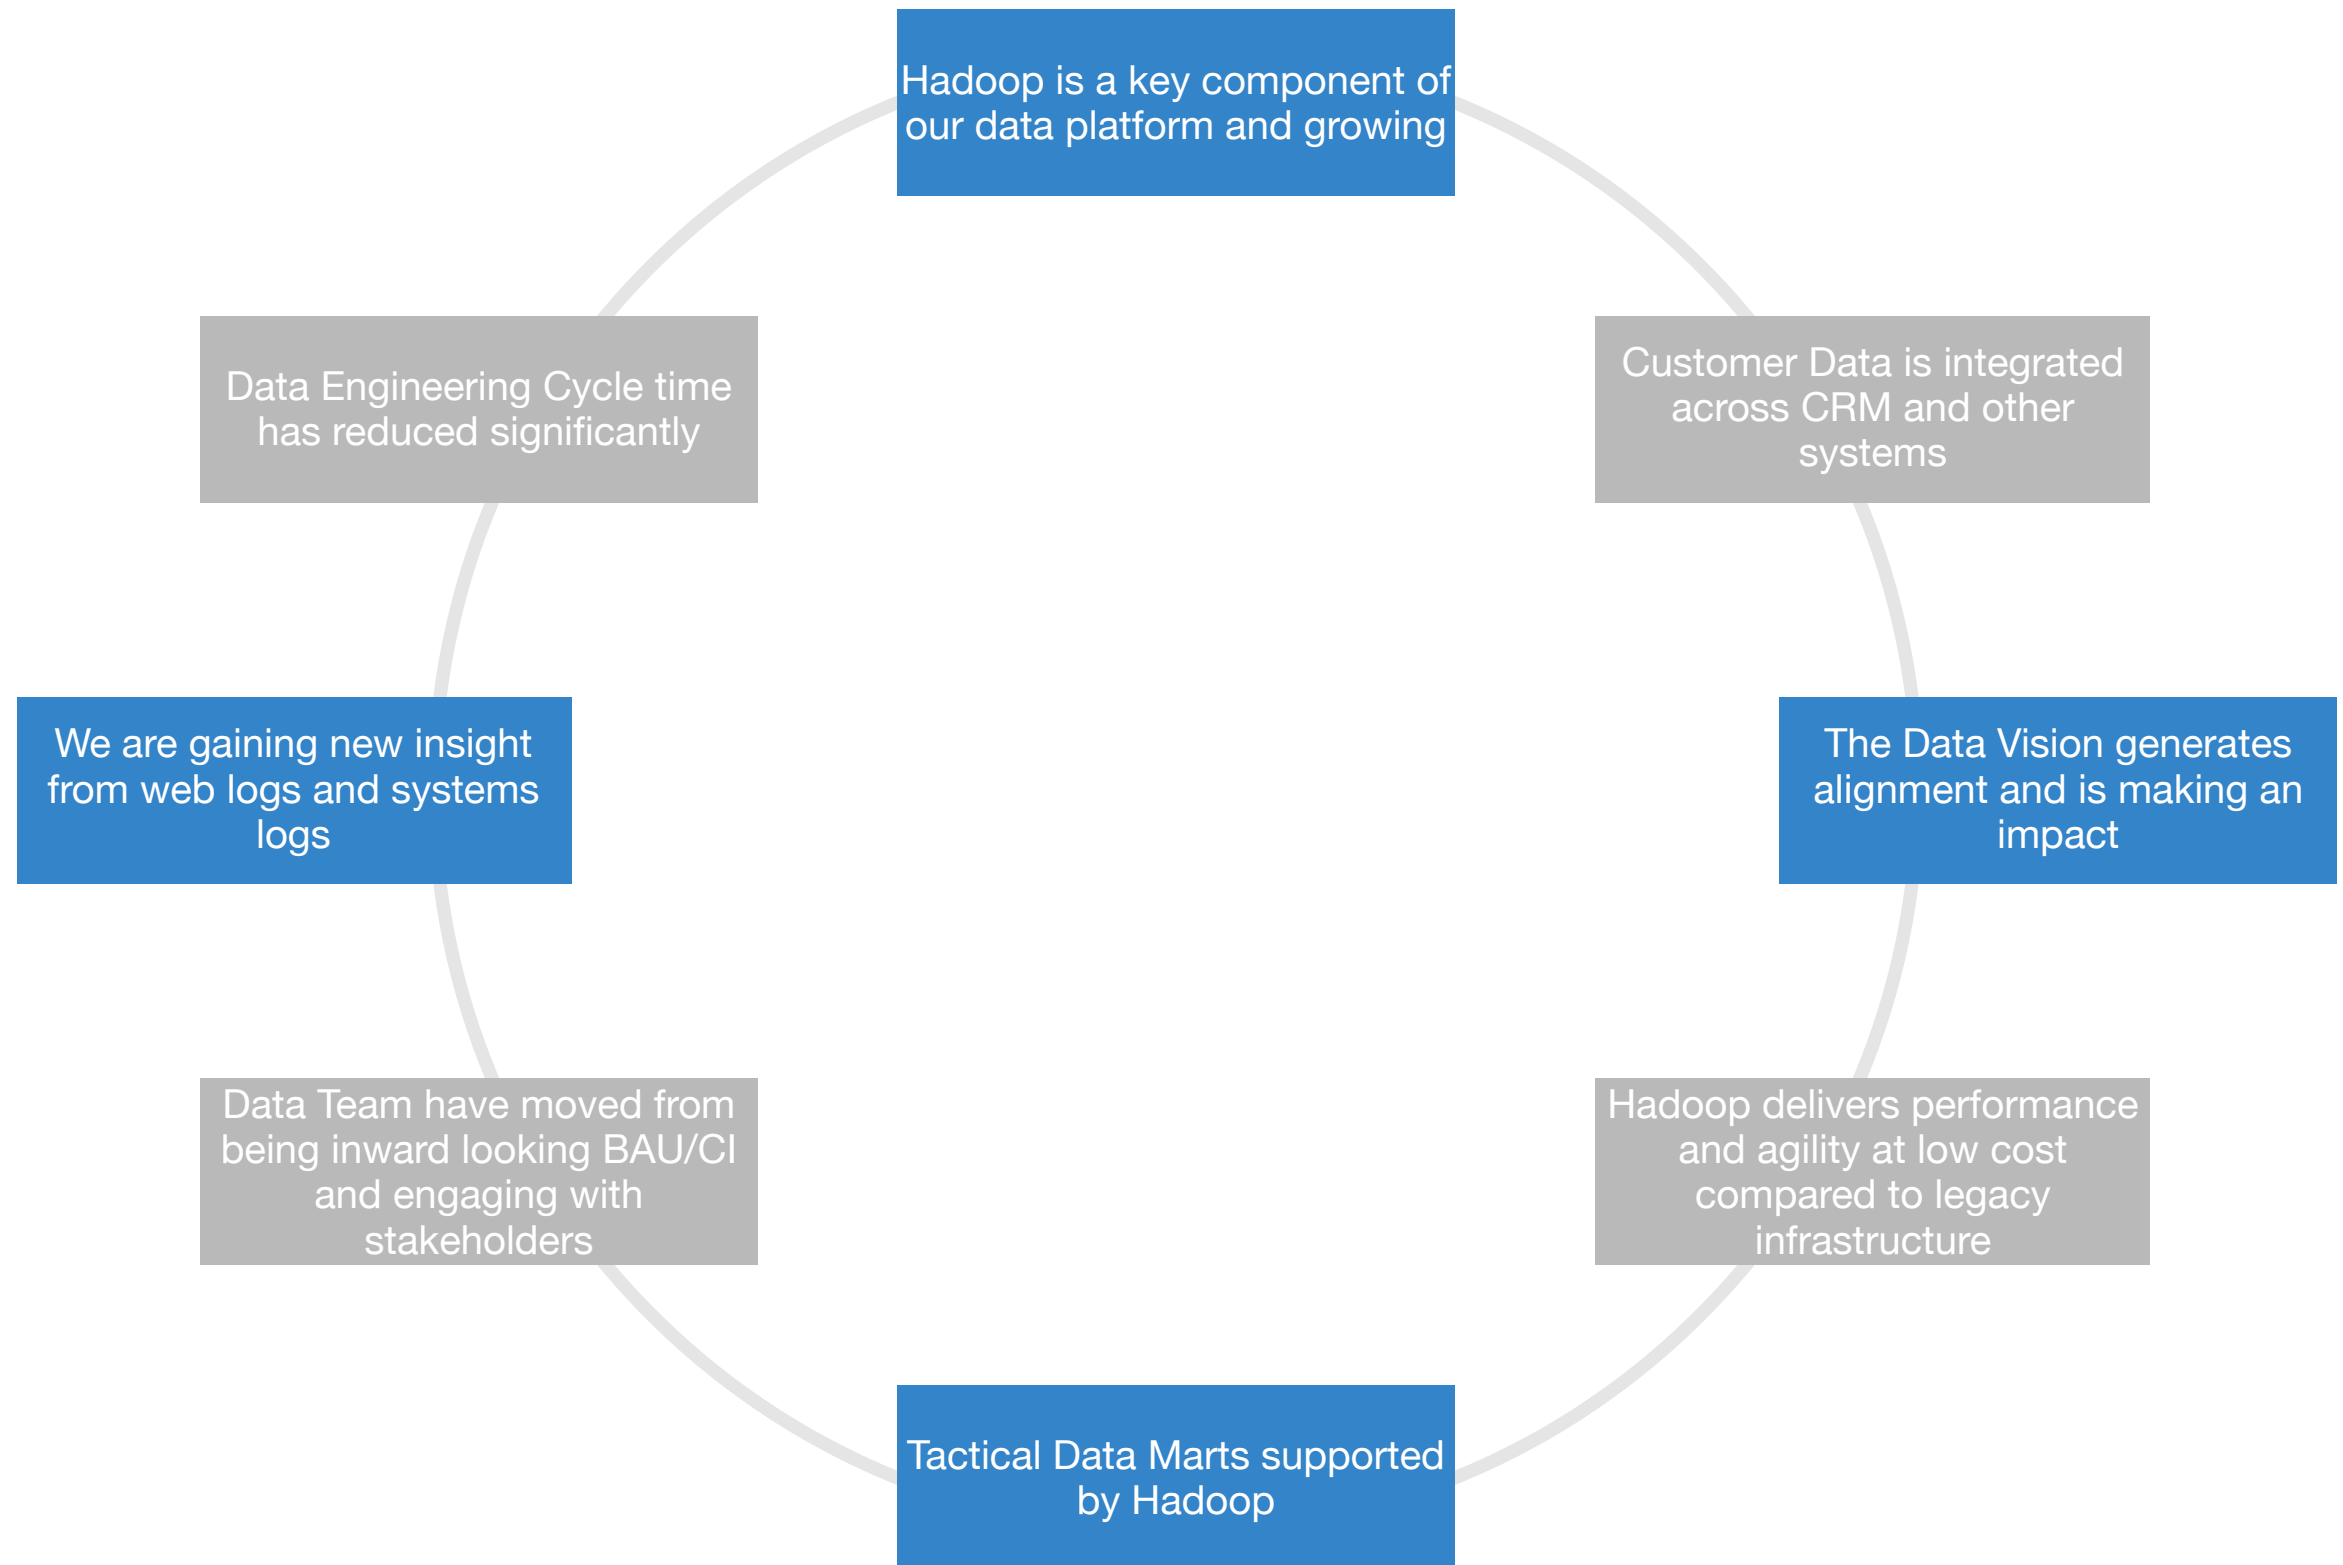 Hadoop is a key component of
our data platform and growing
Data Engineering Cycle time
has reduced significantly
Customer Data is integrated
across CRM and other
systems
We are gaining new insight
from web logs and systems
logs
The Data Vision generates
alignment and is making an
impact
Data Team have moved from
being inward looking BAU/CI
and engaging with
stakeholders
Hadoop delivers performance
and agility at low cost
compared to legacy
infrastructure
Tactical Data Marts supported
by Hadoop